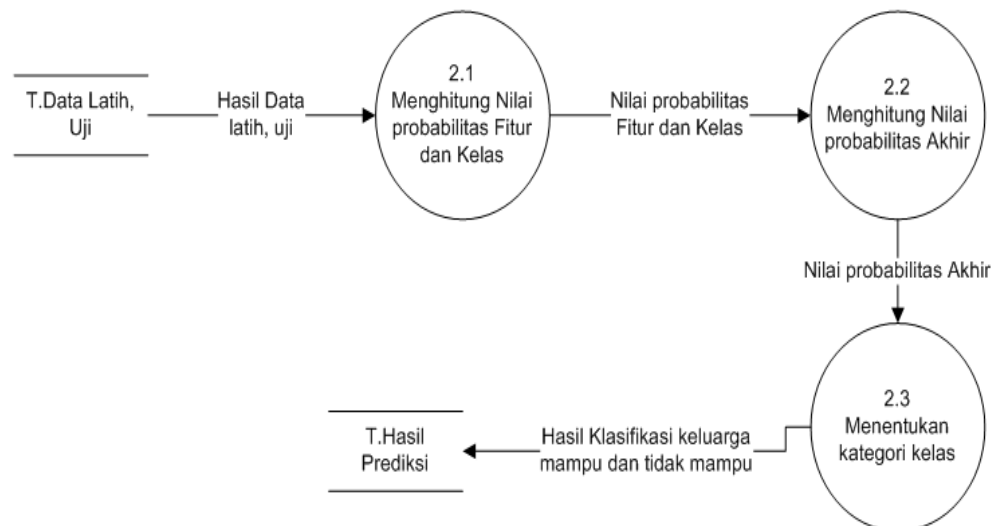 T.Data Latih,
Uji
Hasil Data
latih, uji
2.1
Menghitung Nilai
probabilitas Fitur
dan Kelas
Nilai probabilitas
Fitur dan Kelas
2.2
Menghitung Nilai
probabilitas Akhir
Nilai probabilitas Akhir
2.3
Menentukan
kategori kelas
Hasil Klasifikasi keluarga
mampu dan tidak mampu
T.Hasil
Prediksi